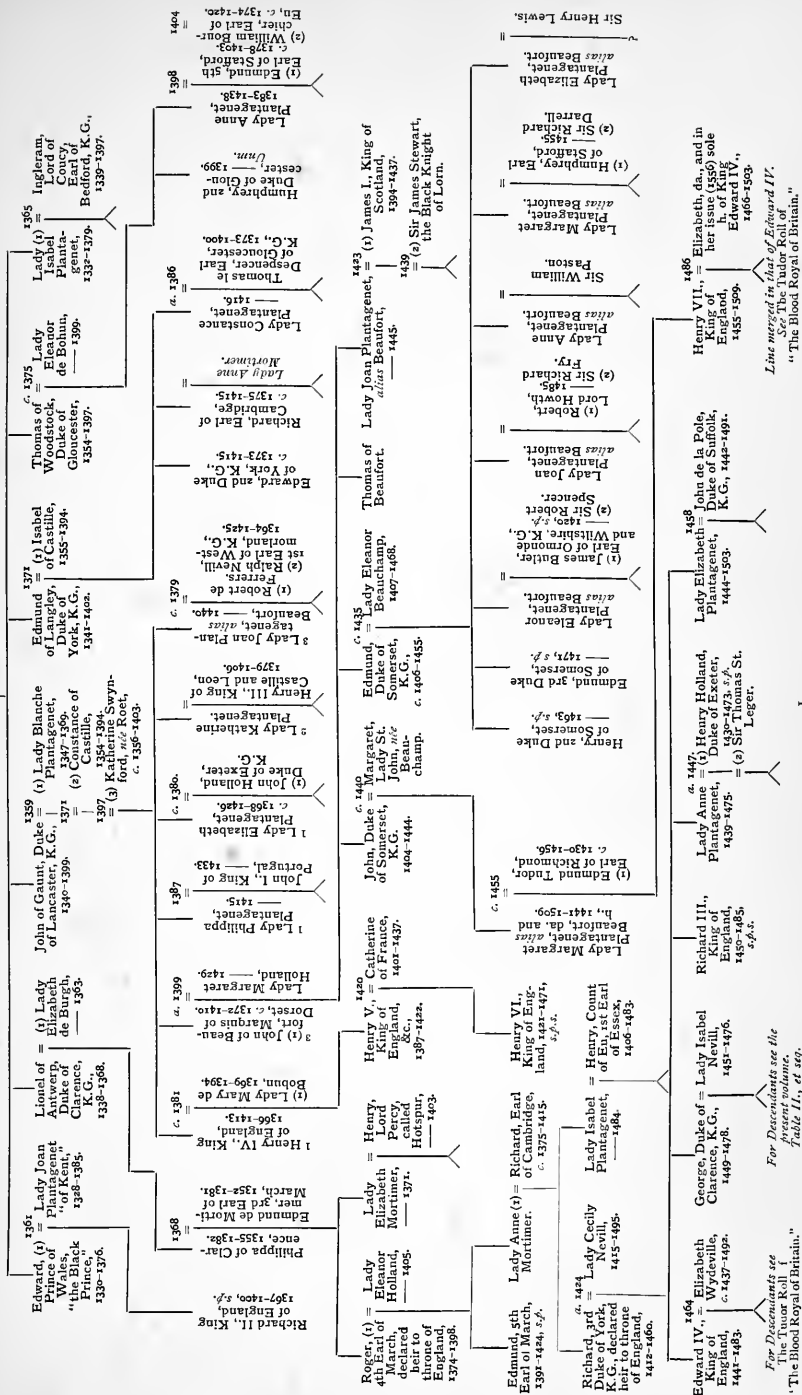 1361
Edward, (1) = Lady Joan
Prince of Plantagenet
Wales, "of Kent,"
"the Black 1328-1385.
Prince,"
1330-1376.
Lionel of = (1) Lady
Antwerp, Elizabeth
Duke of de Burgh,
Clarence, —— 1363.
K.G.,
1338-1368.
1359
John of Gaunt, Duke = (1) Lady Blanche
of Lancaster, K.G., Plantagenet,
1340-1399. 1347-1369.
1371
= (2) Constance of
Castille,
1354-1394.
1397
= (3) Katherine Swyn-
ford, née Roet,
c. 1356-1403.
1371
Edmund = (1) Isabel
of Langley, of Castille,
Duke of 1355-1394.
York, K.G.,
1341-1402.
c. 1375
Thomas of = Lady
Woodstock, Eleanor
Duke of de Bohun,
Gloucester, —— 1399.
1354-1397.
1365
Lady (1) = Ingleram,
Isabel Lord of
Planta- Coucy,
genet, Earl of
1332-1379. Bedford, K.G.,
1339-1397.
Richard II., King
of England,
1367-1400, s.p.
1368
Philippa of Clar-
ence, 1355-1382.
=
Edmund de Morti-
mer, 3rd Earl of
March, 1352-1381.
c. 1381
1 Henry IV., King
of England,
1366-1413.
=
(1) Lady Mary de
Bohun, 1369-1394.
a. 1399
3 (1) John of Beau-
fort, Marquis of
Dorset, c. 1372-1410.
=
Lady Margaret
Holland, —— 1429.
1387
1 Lady Philippa
Plantagenet,
—— 1415.
=
John I., King of
Portugal, —— 1433.
c. 1380.
1 Lady Elizabeth
Plantagenet,
c. 1368-1426.
=
(1) John Holland,
Duke of Exeter,
K.G.
2 Lady Katherine
Plantagenet.
=
Henry III., King of
Castille and Leon,
1379-1406.
c. 1379
3 Lady Joan Plan-
tagenet, alias
Beaufort, —— 1440.
=
(1) Robert de
Ferrers.
(2) Ralph Nevill,
1st Earl of West-
morland, K.G.,
1364-1425.
Edward, 2nd Duke
of York, K.G.,
c. 1373-1415.
Richard, Earl of
Cambridge,
c. 1375-1415.
=
Lady Anne
Mortimer.
a. 1386
Lady Constance
Plantagenet,
—— 1416.
=
Thomas le
Despencer, Earl
of Gloucester,
K.G., 1373-1400.
Humphrey, 2nd
Duke of Glou-
cester, —— 1399.
Unm.
1398
Lady Anne
Plantagenet,
1383-1438.
=
(1) Edmund, 5th
Earl of Stafford,
c. 1378-1403.
1404
=
(2) William Bour-
chier, Earl of
Eu, c. 1374-1420.
Roger, (1) = Lady
4th Earl of Eleanor
March, Holland,
declared —— 1405.
heir to
throne of
England,
1374-1398.
Lady = Henry,
Elizabeth Lord
Mortimer, Percy,
—— 1371. called
Hotspur,
—— 1403.
1420
Henry V., = Catherine
King of of France,
England, 1401-1437.
&c.,
1387-1422.
c. 1440
John, Duke = Margaret,
of Somerset, Lady St.
K.G. John, née
1404-1444. Beau-
champ.
c. 1435
Edmund, = Lady Eleanor
Duke of Beauchamp,
Somerset, 1407-1468.
K.G.,
c. 1406-1455.
Thomas of
Beaufort.
1423
Lady Joan Plantagenet, = (1) James I., King of
alias Beaufort, Scotland,
—— 1445. 1394-1437.
1439
= (2) Sir James Stewart,
the Black Knight
of Lorn.
Edmund, 5th
Earl of March,
1391-1424, s.p.
Lady Anne (1) = Richard, Earl
Mortimer. of Cambridge,
c. 1375-1415.
Henry VI.,
King of Eng-
land, 1421-1471,
s.p.s.
c. 1455
Lady Margaret
Plantagenet, alias
Beaufort, da. and
h., 1441-1509.
=
(1) Edmund Tudor,
Earl of Richmond,
c. 1430-1456.
Henry, 2nd Duke
of Somerset,
—— 1463, s.p.
Edmund, 3rd Duke
of Somerset,
—— 1471, s.p.
Lady Eleanor
Plantagenet,
alias Beaufort.
=
(1) James Butler,
Earl of Ormonde
and Wiltshire, K.G.,
—— 1420, s.p.
(2) Sir Robert
Spencer.
Lady Joan
Plantagenet,
alias Beaufort.
=
(1) Robert,
Lord Howth,
—— 1485.
(2) Sir Richard
Fry.
Lady Anne
Plantagenet,
alias Beaufort.
=
Sir William
Paston.
Lady Margaret
Plantagenet,
alias Beaufort.
=
(1) Humphrey, Earl
of Stafford,
—— 1455.
(2) Sir Richard
Darrell.
Lady Elizabeth
Plantagenet,
alias Beaufort.
=
Sir Henry Lewis.
a. 1424
Richard, 3rd = Lady Cecily
Duke of York, Nevill,
K.G., declared 1415-1495.
heir to throne
of England,
1412-1460.
Lady Isabel = Henry, Count
Plantagenet, of Eu, 1st Earl
—— 1484. of Essex,
1406-1483.
1464
Edward IV., = Elizabeth
King of Wydeville,
England, c. 1437-1492.
1441-1483.
George, Duke of = Lady Isabel
Clarence, K.G., Nevill,
1449-1478. 1451-1476.
Richard III.,
King of
England,
1450-1485,
s.p.s.
a. 1447.
Lady Anne = (1) Henry Holland,
Plantagenet, Duke of Exeter,
1439-1475. 1430-1473, s.p.
= (2) Sir Thomas St.
Leger.
1458
Lady Elizabeth = John de la Pole,
Plantagenet, Duke of Suffolk,
1444-1503. K.G., 1442-1491.
1486
Henry VII., = Elizabeth, da., and in
King of her issue (1556) sole
England, h. of King
1455-1509. Edward IV.,
1466-1503.
For Descendants see
The Tudor Roll f
"The Blood Royal of Britain."
For Descendants see the
present volume.
Table II., et seq.
Line merged in that of Edward IV.
See The Tudor Roll of
"The Blood Royal of Britain."